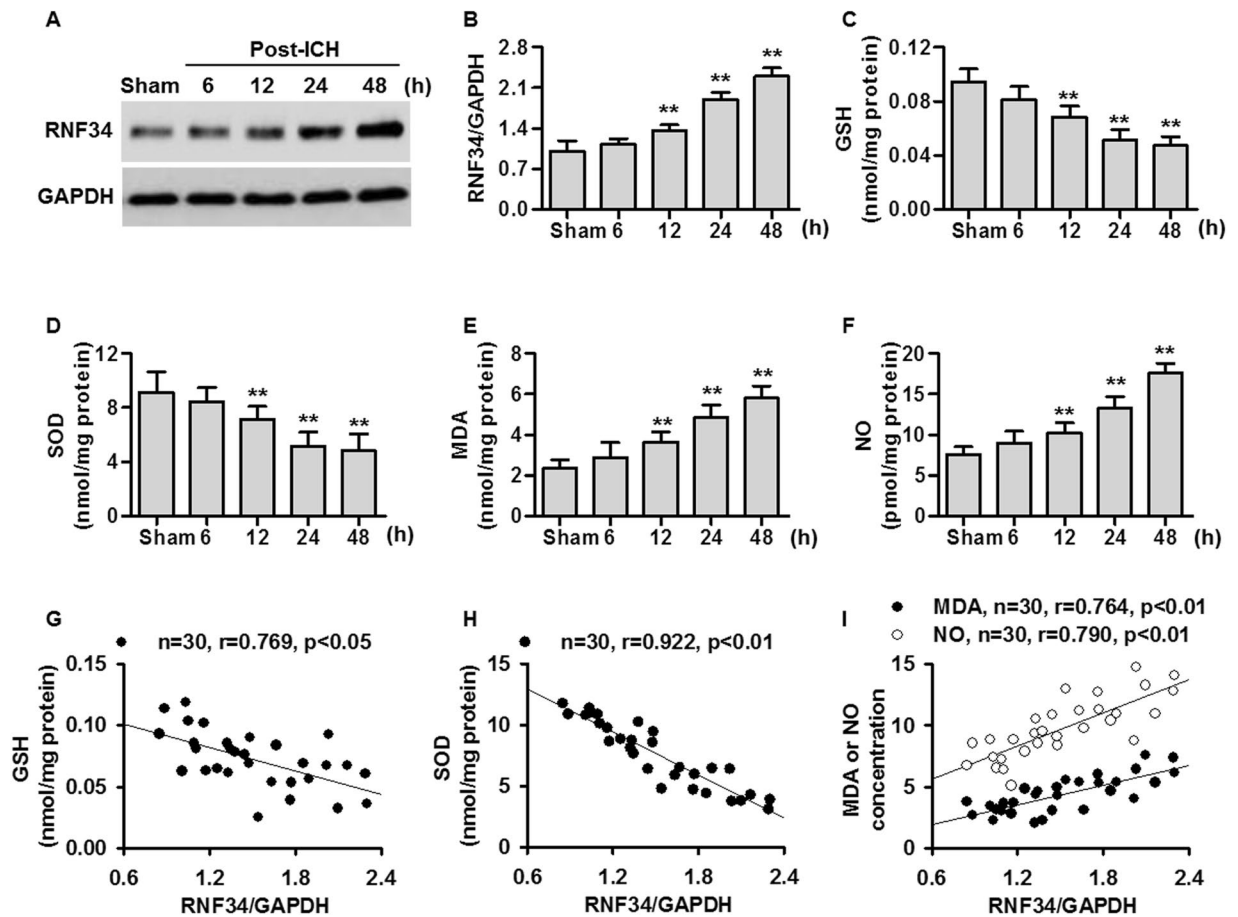 A
Post-ICH
Sham 6 12 24 48 (h)
RNF34
GAPDH
B
RNF34/GAPDH
2.8
2.1
1.4
0.7
0.0
** ** **
Sham 6 12 24 48 (h)
C
GSH
(nmol/mg protein)
0.12
0.08
0.04
0.00
** ** **
Sham 6 12 24 48 (h)
D
SOD
(nmol/mg protein)
12
8
4
0
** ** **
Sham 6 12 24 48 (h)
E
MDA
(nmol/mg protein)
8
6
4
2
0
** ** **
Sham 6 12 24 48 (h)
F
NO
(pmol/mg protein)
20
15
10
5
0
** ** **
Sham 6 12 24 48 (h)
G
n=30, r=0.769, p<0.05
GSH
(nmol/mg protein)
0.15
0.10
0.05
0.00
0.6 1.2 1.8 2.4
RNF34/GAPDH
H
n=30, r=0.922, p<0.01
SOD
(nmol/mg protein)
15
10
5
0
0.6 1.2 1.8 2.4
RNF34/GAPDH
I
MDA, n=30, r=0.764, p<0.01
NO, n=30, r=0.790, p<0.01
MDA or NO
concentration
15
10
5
0
0.6 1.2 1.8 2.4
RNF34/GAPDH